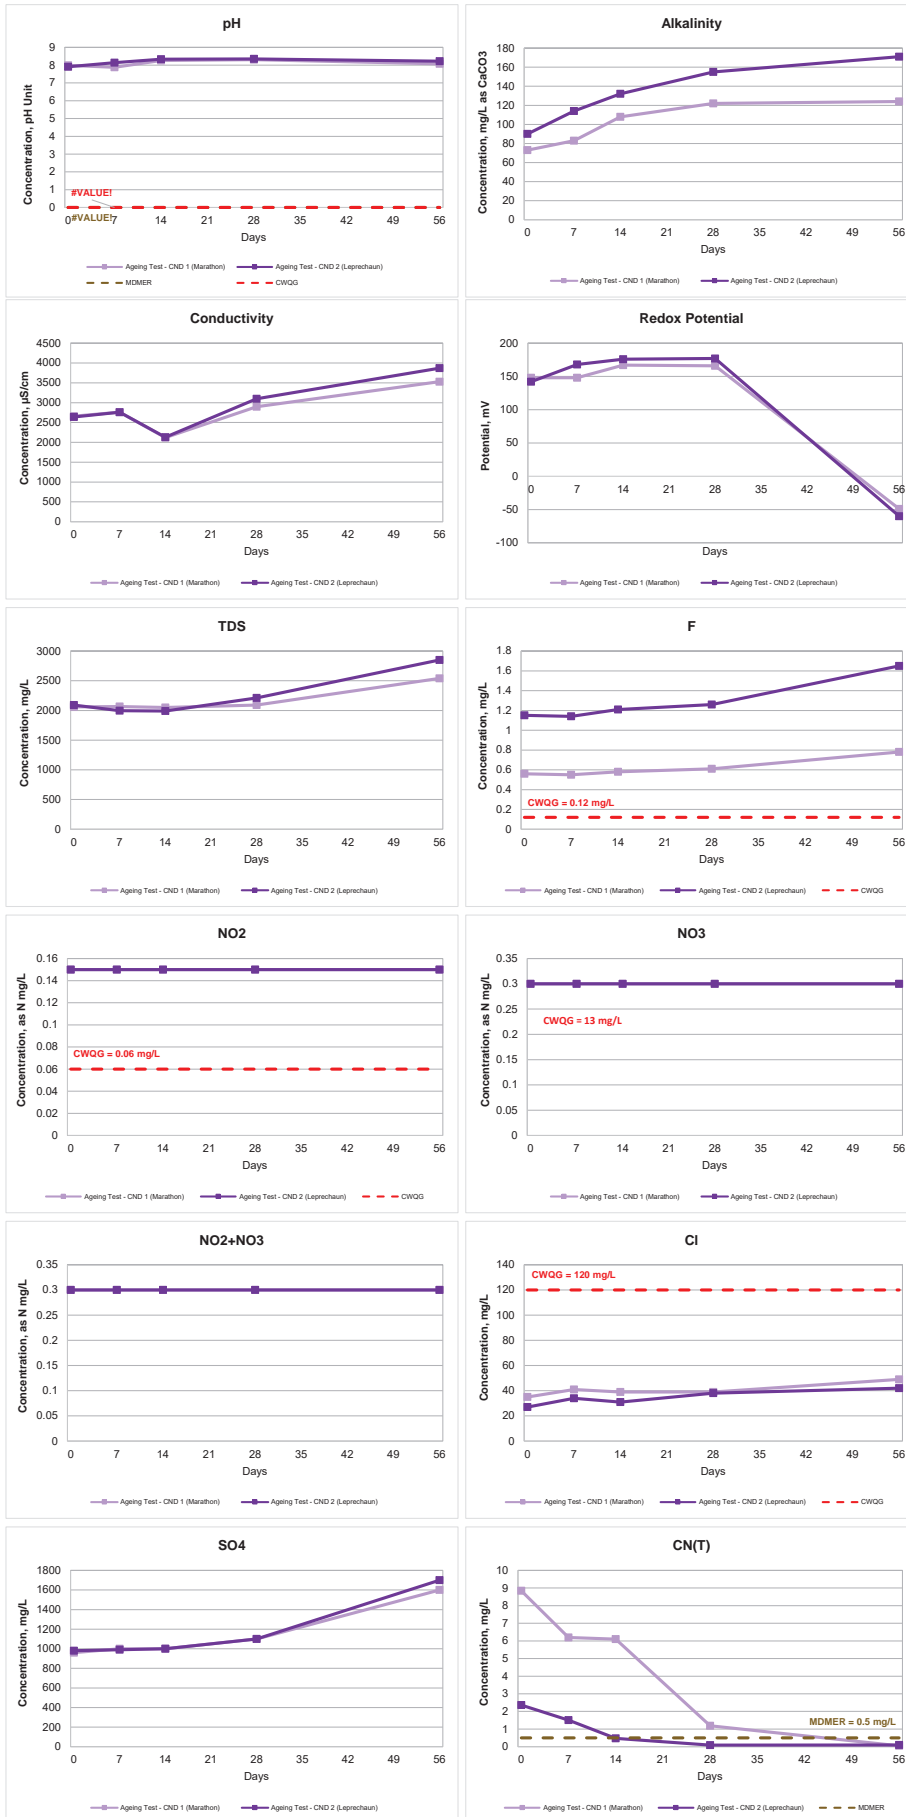 pH
Concentration, pH Unit
9
8
7
6
5
4
3
2
1
0
#VALUE!
#VALUE!
0 7 14 21 28 35 42 49 56
Days
Ageing Test - CND 1 (Marathon) Ageing Test - CND 2 (Leprechaun)
MDMER CWQG
Alkalinity
Concentration, mg/L as CaCO3
180
160
140
120
100
80
60
40
20
0
0 7 14 21 28 35 42 49 56
Days
Ageing Test - CND 1 (Marathon) Ageing Test - CND 2 (Leprechaun)
Conductivity
Concentration, µS/cm
4500
4000
3500
3000
2500
2000
1500
1000
500
0
0 7 14 21 28 35 42 49 56
Days
Ageing Test - CND 1 (Marathon) Ageing Test - CND 2 (Leprechaun)
Redox Potential
Potential, mV
200
150
100
50
0
-50
-100
0 7 14 21 28 35 42 49 56
Days
Ageing Test - CND 1 (Marathon) Ageing Test - CND 2 (Leprechaun)
TDS
Concentration, mg/L
3000
2500
2000
1500
1000
500
0
0 7 14 21 28 35 42 49 56
Days
Ageing Test - CND 1 (Marathon) Ageing Test - CND 2 (Leprechaun)
F
Concentration, mg/L
1.8
1.6
1.4
1.2
1
0.8
0.6
0.4
0.2
0
CWQG = 0.12 mg/L
0 7 14 21 28 35 42 49 56
Days
Ageing Test - CND 1 (Marathon) Ageing Test - CND 2 (Leprechaun) CWQG
NO2
Concentration, as N mg/L
0.16
0.14
0.12
0.1
0.08
0.06
0.04
0.02
0
CWQG = 0.06 mg/L
0 7 14 21 28 35 42 49 56
Days
Ageing Test - CND 1 (Marathon) Ageing Test - CND 2 (Leprechaun) CWQG
NO3
Concentration, as N mg/L
0.35
0.3
0.25
0.2
0.15
0.1
0.05
0
CWQG = 13 mg/L
0 7 14 21 28 35 42 49 56
Days
Ageing Test - CND 1 (Marathon) Ageing Test - CND 2 (Leprechaun)
NO2+NO3
Concentration, as N mg/L
0.35
0.3
0.25
0.2
0.15
0.1
0.05
0
0 7 14 21 28 35 42 49 56
Days
Ageing Test - CND 1 (Marathon) Ageing Test - CND 2 (Leprechaun)
Cl
Concentration, mg/L
140
120
100
80
60
40
20
0
CWQG = 120 mg/L
0 7 14 21 28 35 42 49 56
Days
Ageing Test - CND 1 (Marathon) Ageing Test - CND 2 (Leprechaun) CWQG
SO4
Concentration, mg/L
1800
1600
1400
1200
1000
800
600
400
200
0
0 7 14 21 28 35 42 49 56
Days
Ageing Test - CND 1 (Marathon) Ageing Test - CND 2 (Leprechaun)
CN(T)
Concentration, mg/L
10
9
8
7
6
5
4
3
2
1
0
MDMER = 0.5 mg/L
0 7 14 21 28 35 42 49 56
Days
Ageing Test - CND 1 (Marathon) Ageing Test - CND 2 (Leprechaun) MDMER